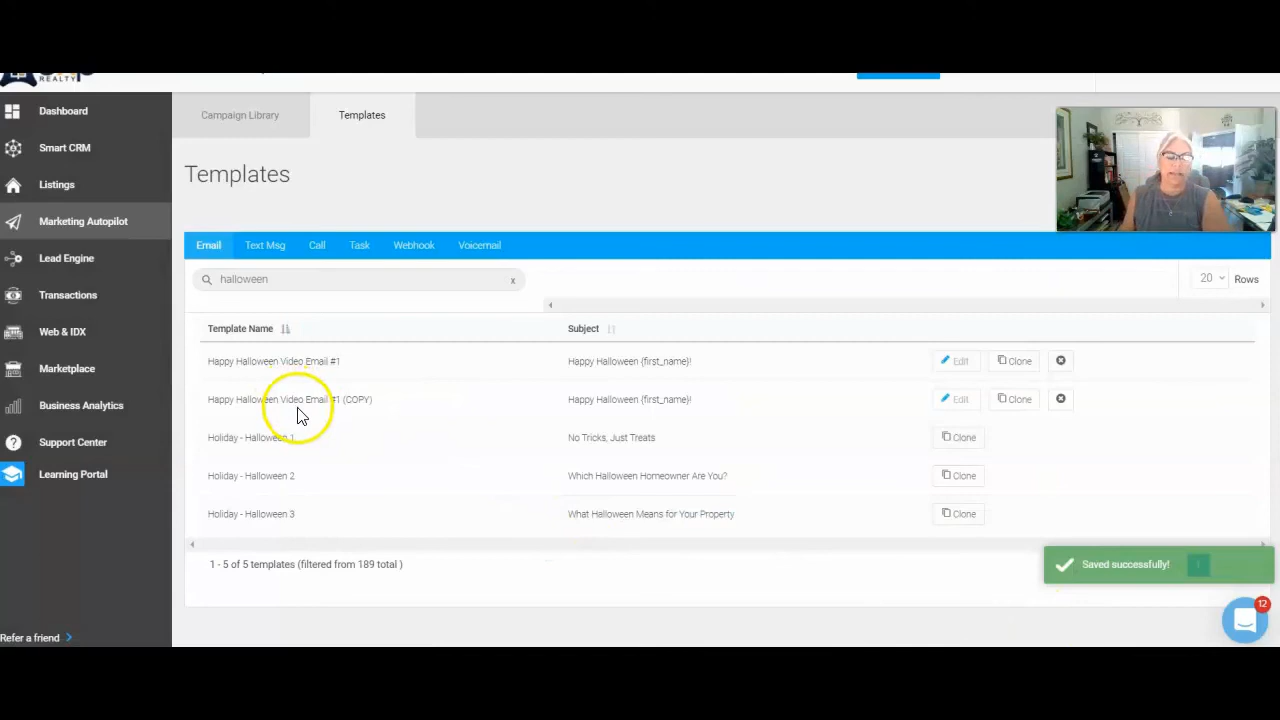 REALTY
Dashboard
Smart CRM
Listings
Marketing Autopilot
Lead Engine
Transactions
Web & IDX
Marketplace
Business Analytics
Support Center
Learning Portal
Refer a friend
Campaign Library
Templates
Templates
Email
Text Msg
Call
Task
Webhook
Voicemail
halloween
x
20
Rows
Template Name
Subject
Happy Halloween Video Email #1
Happy Halloween {first_name}!
Edit
Clone
Happy Halloween Video Email #1 (COPY)
Happy Halloween {first_name}!
Edit
Clone
Holiday - Halloween 1
No Tricks, Just Treats
Clone
Holiday - Halloween 2
Which Halloween Homeowner Are You?
Clone
Holiday - Halloween 3
What Halloween Means for Your Property
Clone
1 - 5 of 5 templates (filtered from 189 total )
Saved successfully!
1
12